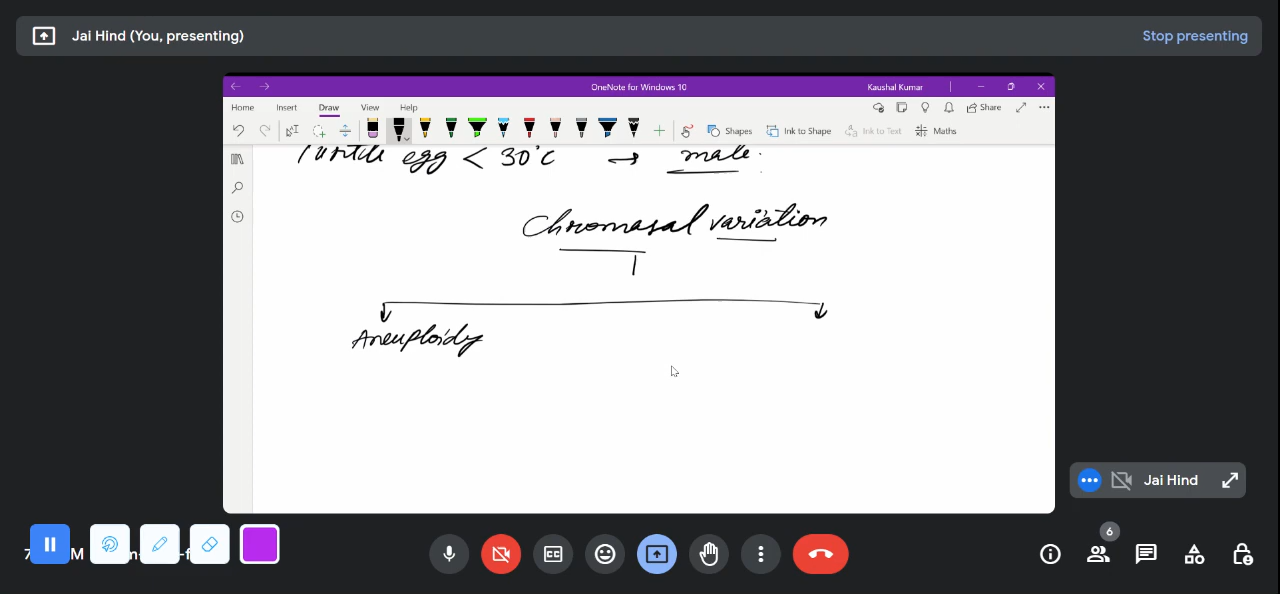 Jai Hind (You, presenting)
Stop presenting
OneNote for Windows 10
Kaushal Kumar
Home Insert Draw View Help
Share
Shapes Ink to Shape Ink to Text Maths
egg < 30°C → male.
Chromasal variation
Aneuploidy
Jai Hind
6